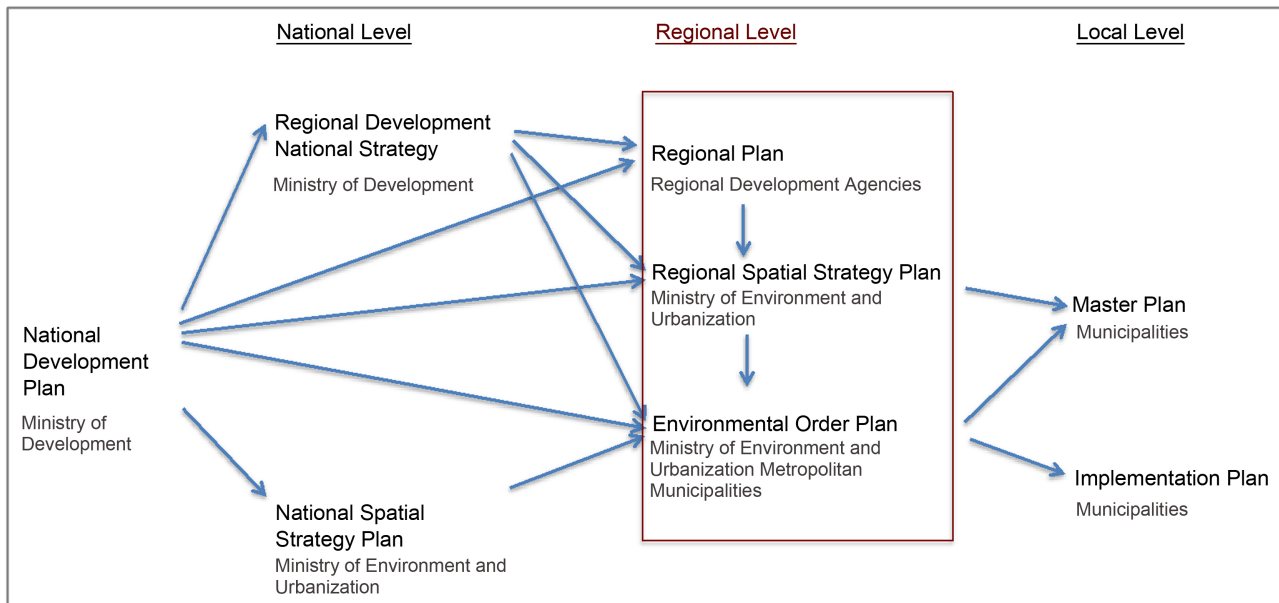 National Level
Regional Level
Local Level
National
Development
Plan
Ministry of
Development
Regional Development
National Strategy
Ministry of Development
National Spatial
Strategy Plan
Ministry of Environment and
Urbanization
Regional Plan
Regional Development Agencies
Regional Spatial Strategy Plan
Ministry of Environment and
Urbanization
Environmental Order Plan
Ministry of Environment and
Urbanization Metropolitan
Municipalities
Master Plan
Municipalities
Implementation Plan
Municipalities